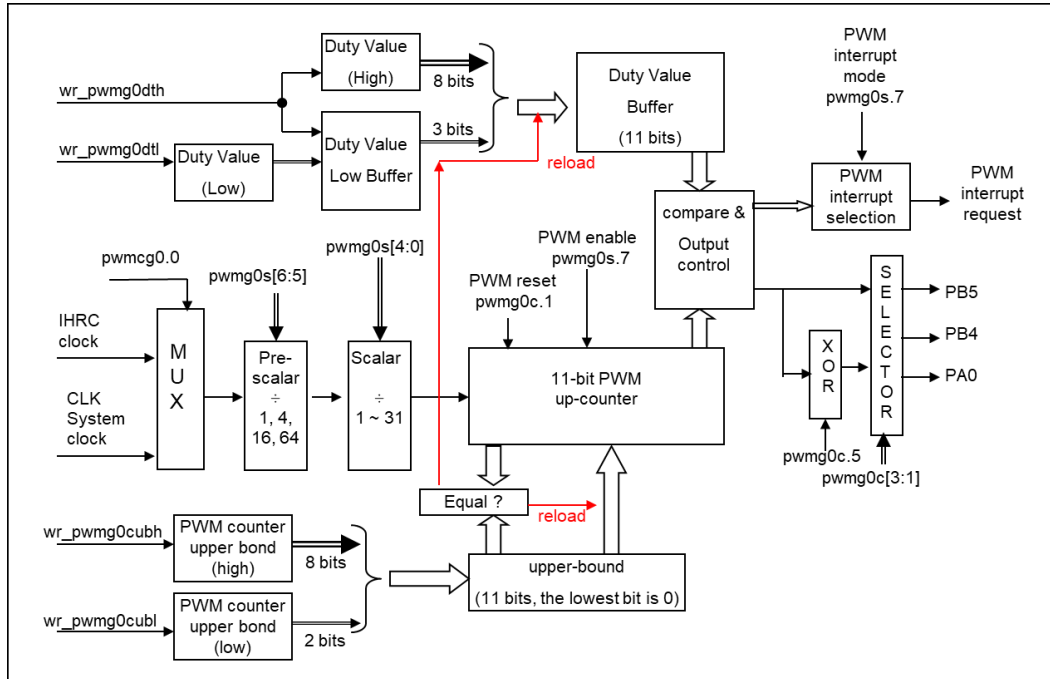 Duty Value
(High)
8 bits
wr_pwmg0dth
wr_pwmg0dtl
Duty Value
(Low)
Duty Value
Low Buffer
3 bits
reload
Duty Value
Buffer
(11 bits)
PWM
interrupt
mode
pwmg0s.7
PWM
interrupt
selection
PWM
interrupt
request
compare &
Output
control
pwmcg0.0
pwmg0s[6:5]
pwmg0s[4:0]
PWM enable
pwmg0s.7
PWM reset
pwmg0c.1
IHRC
clock
CLK
System
clock
M
U
X
Pre-
scalar
÷
1, 4,
16, 64
Scalar
÷
1 ~ 31
11-bit PWM
up-counter
S
E
L
E
C
T
O
R
PB5
PB4
PA0
XOR
pwmg0c.5
pwmg0c[3:1]
Equal ?
reload
wr_pwmg0cubh
PWM counter
upper bond
(high)
8 bits
wr_pwmg0cubl
PWM counter
upper bond
(low)
2 bits
upper-bound
(11 bits, the lowest bit is 0)